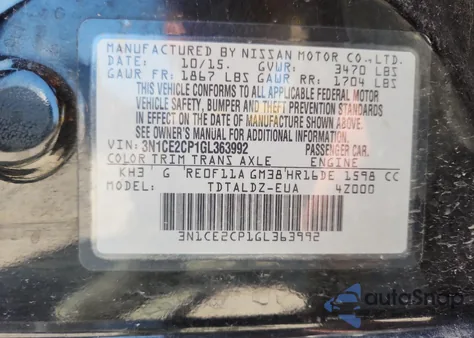 MANUFACTURED BY NISSAN MOTOR CO., LTD.
DATE: 10/15. GVWR: 3470 LBS
GAWR FR: 1867 LBS GAWR RR: 1704 LBS
THIS VEHICLE CONFORMS TO ALL APPLICABLE FEDERAL MOTOR
VEHICLE SAFETY, BUMPER AND THEFT PREVENTION STANDARDS
IN EFFECT ON THE DATE OF MANUFACTURE SHOWN ABOVE.
SEE OWNER'S MANUAL FOR ADDITIONAL INFORMATION.
VIN: 3N1CE2CP1GL363992 PASSENGER CAR.
COLOR TRIM TRANS AXLE ENGINE
KH3 G RE0F11A GM38 HR16DE 1598 CC
MODEL: TDTALDZ-EUA 4Z000
3N1CE2CP1GL363992
autoSnap